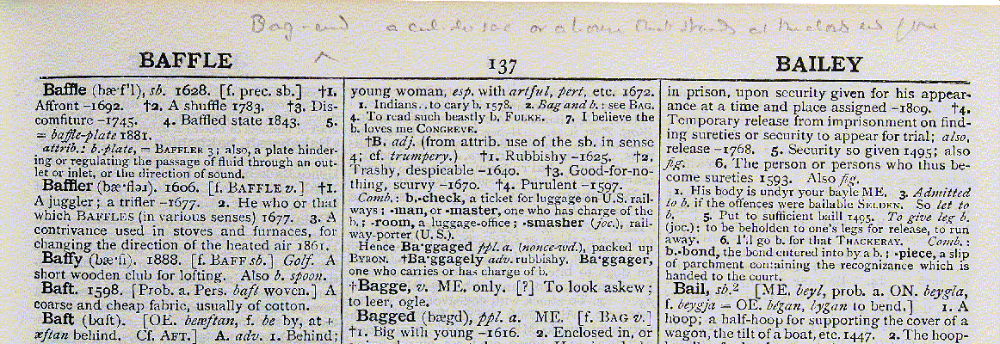 Bag-end a cul de sac or a house that stands at the closed end of one
BAFFLE 137 BAILEY
Baffle (bæ·f'l), sb. 1628. [f. prec. sb.] †1.
Affront –1692. †2. A shuffle 1783. †3. Dis-
comfiture –1745. 4. Baffled state 1843. 5.
= baffle-plate 1881.
attrib.: b.-plate, = BAFFLER 3; also, a plate hinder-
ing or regulating the passage of fluid through an out-
let or inlet, or the direction of sound.
Baffler (bæ·fləɹ). 1606. [f. BAFFLE v.] †1.
A juggler; a trifler –1677. 2. He who or that
which BAFFLES (in various senses) 1677. 3. A
contrivance used in stoves and furnaces, for
changing the direction of the heated air 1861.
Baffy (bæ·fi). 1888. [f. BAFF sb.] Golf. A
short wooden club for lofting. Also b. spoon.
Baft. 1598. [Prob. a. Pers. baft woven.] A
coarse and cheap fabric, usually of cotton.
Baft (baft). [OE. beæftan, f. be by, at +
æftan behind. Cf. AFT.] A. adv. 1. Behind;
young woman, esp. with artful, pert, etc. 1672.
1. Indians..to cary b. 1578. 2. Bag and b.: see BAG.
4. To read such beastly b. FULKE. 7. I believe the
b. loves me CONGREVE.
†B. adj. (from attrib. use of the sb. in sense
4; cf. trumpery.) †1. Rubbishy –1625. †2.
Trashy, despicable –1640. †3. Good-for-no-
thing, scurvy –1670. †4. Purulent –1597.
Comb.: b.-check, a ticket for luggage on U.S. rail-
ways; -man, or -master, one who has charge of the
b.; -room, a luggage-office; -smasher (joc.), rail-
way-porter (U.S.).
Hence Ba·ggaged ppl. a. (nonce-wd.), packed up
BYRON. †Ba·ggagely adv. rubbishy. Ba·ggager,
one who carries or has charge of b.
†Bagge, v. ME. only. [?] To look askew;
to leer, ogle.
Bagged (bægd), ppl. a. ME. [f. BAG v.]
†1. Big with young –1616. 2. Enclosed in, or
in prison, upon security given for his appear-
ance at a time and place assigned –1809. †4.
Temporary release from imprisonment on find-
ing sureties or security to appear for trial; also,
release –1768. 5. Security so given 1495; also
fig. 6. The person or persons who thus be-
come sureties 1593. Also fig.
1. His body is undyr your bayle ME. 3. Admitted
to b. if the offences were bailable SELDEN. So let to
b. 5. Put to sufficient baill 1495. To give leg b.
(joc.): to be beholden to one's legs for release, to run
away. 6. I'll go b. for that THACKERAY. Comb.:
b.-bond, the bond entered into by a b.; -piece, a slip
of parchment containing the recognizance which is
handed to the court.
Bail, sb.² [ME. beyl, prob. a. ON. beygla,
f. beygja = OE. bégan, bygan to bend.] 1. A
hoop; a half-hoop for supporting the cover of a
wagon, the tilt of a boat, etc. 1447. 2. The hoop-